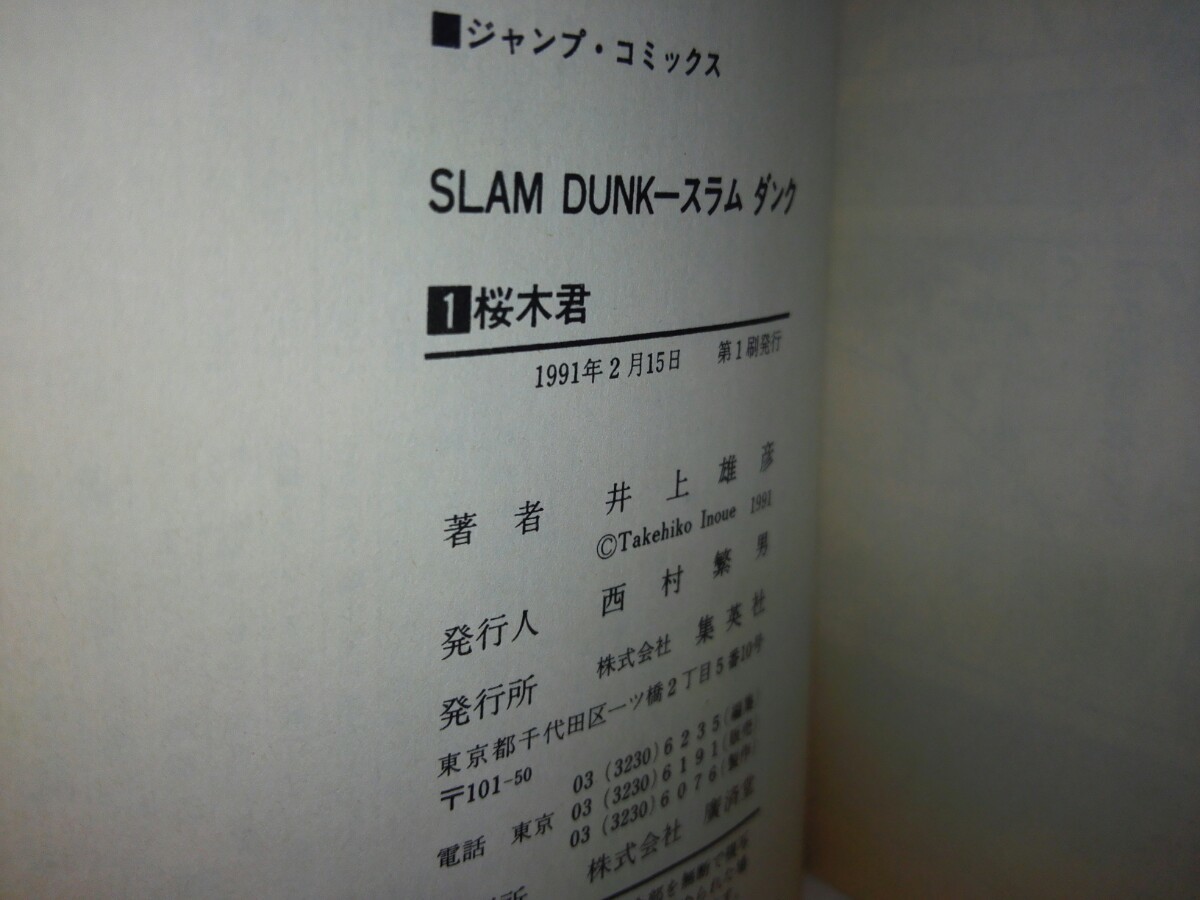 ■ジャンプ・コミックス
SLAM DUNKースラム ダンク
1桜木君
1991年2月15日 第1刷発行
著者 井上雄彦
©Takehiko Inoue 1991
発行人 西村繁男
発行所 株式会社 集英社
東京都千代田区一ツ橋2丁目5番10号
〒101-50
03(3230)6235(編集)
電話 東京 03(3230)6191(販売)
03(3230)6076(製作)
株式会社 廣済堂